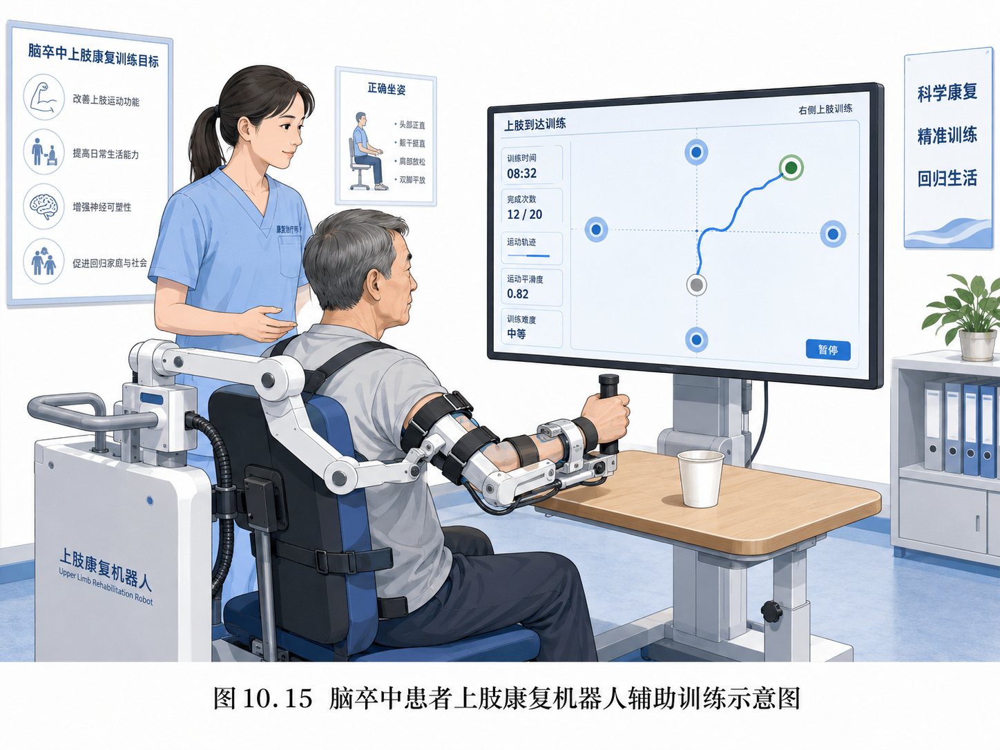 脑卒中上肢康复训练目标
改善上肢运动功能
提高日常生活能力
增强神经可塑性
促进回归家庭与社会
正确坐姿
• 头部正直
• 躯干挺直
• 肩部放松
• 双脚平放
上肢到达训练
右侧上肢训练
训练时间
08:32
完成次数
12 / 20
运动轨迹
运动平滑度
0.82
训练难度
中等
暂停
科学康复
精准训练
回归生活
上肢康复机器人
Upper Limb Rehabilitation Robot
图 10.15 脑卒中患者上肢康复机器人辅助训练示意图